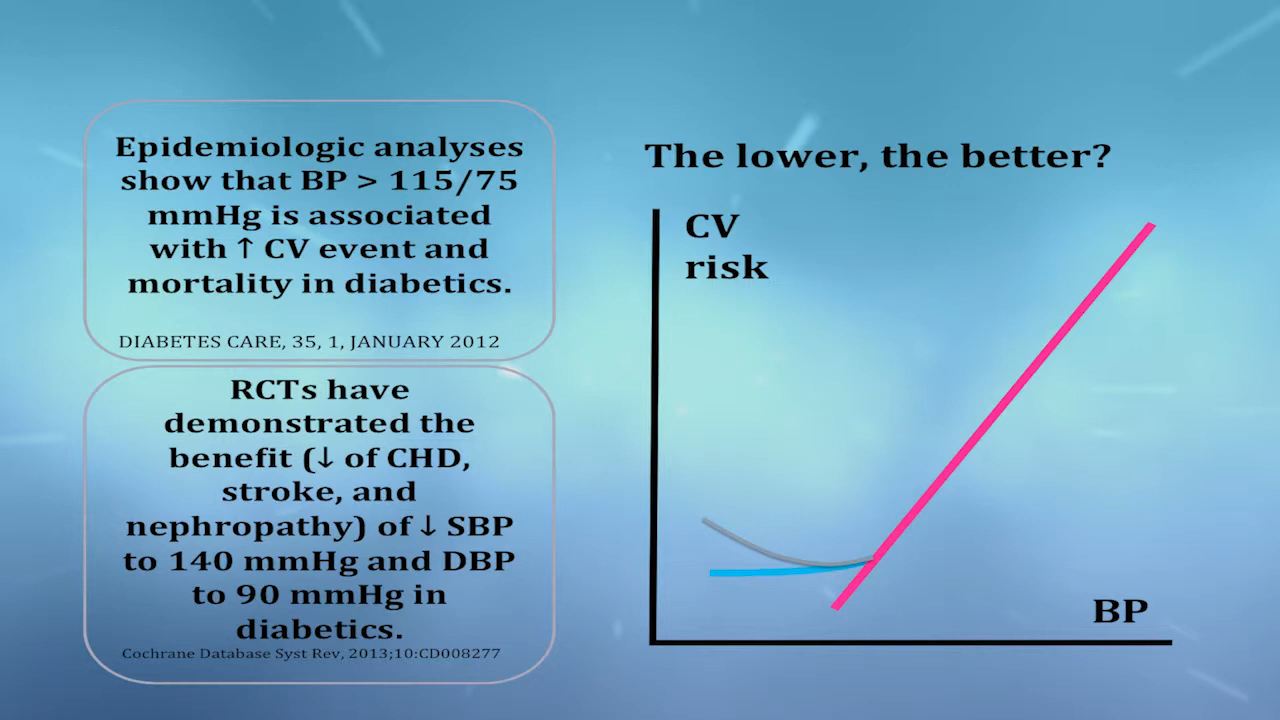 Epidemiologic analyses
show that BP > 115/75
mmHg is associated
with ↑ CV event and
mortality in diabetics.
DIABETES CARE, 35, 1, JANUARY 2012
RCTs have
demonstrated the
benefit (↓ of CHD,
stroke, and
nephropathy) of ↓ SBP
to 140 mmHg and DBP
to 90 mmHg in
diabetics.
Cochrane Database Syst Rev, 2013;10:CD008277
The lower, the better?
CV
risk
BP